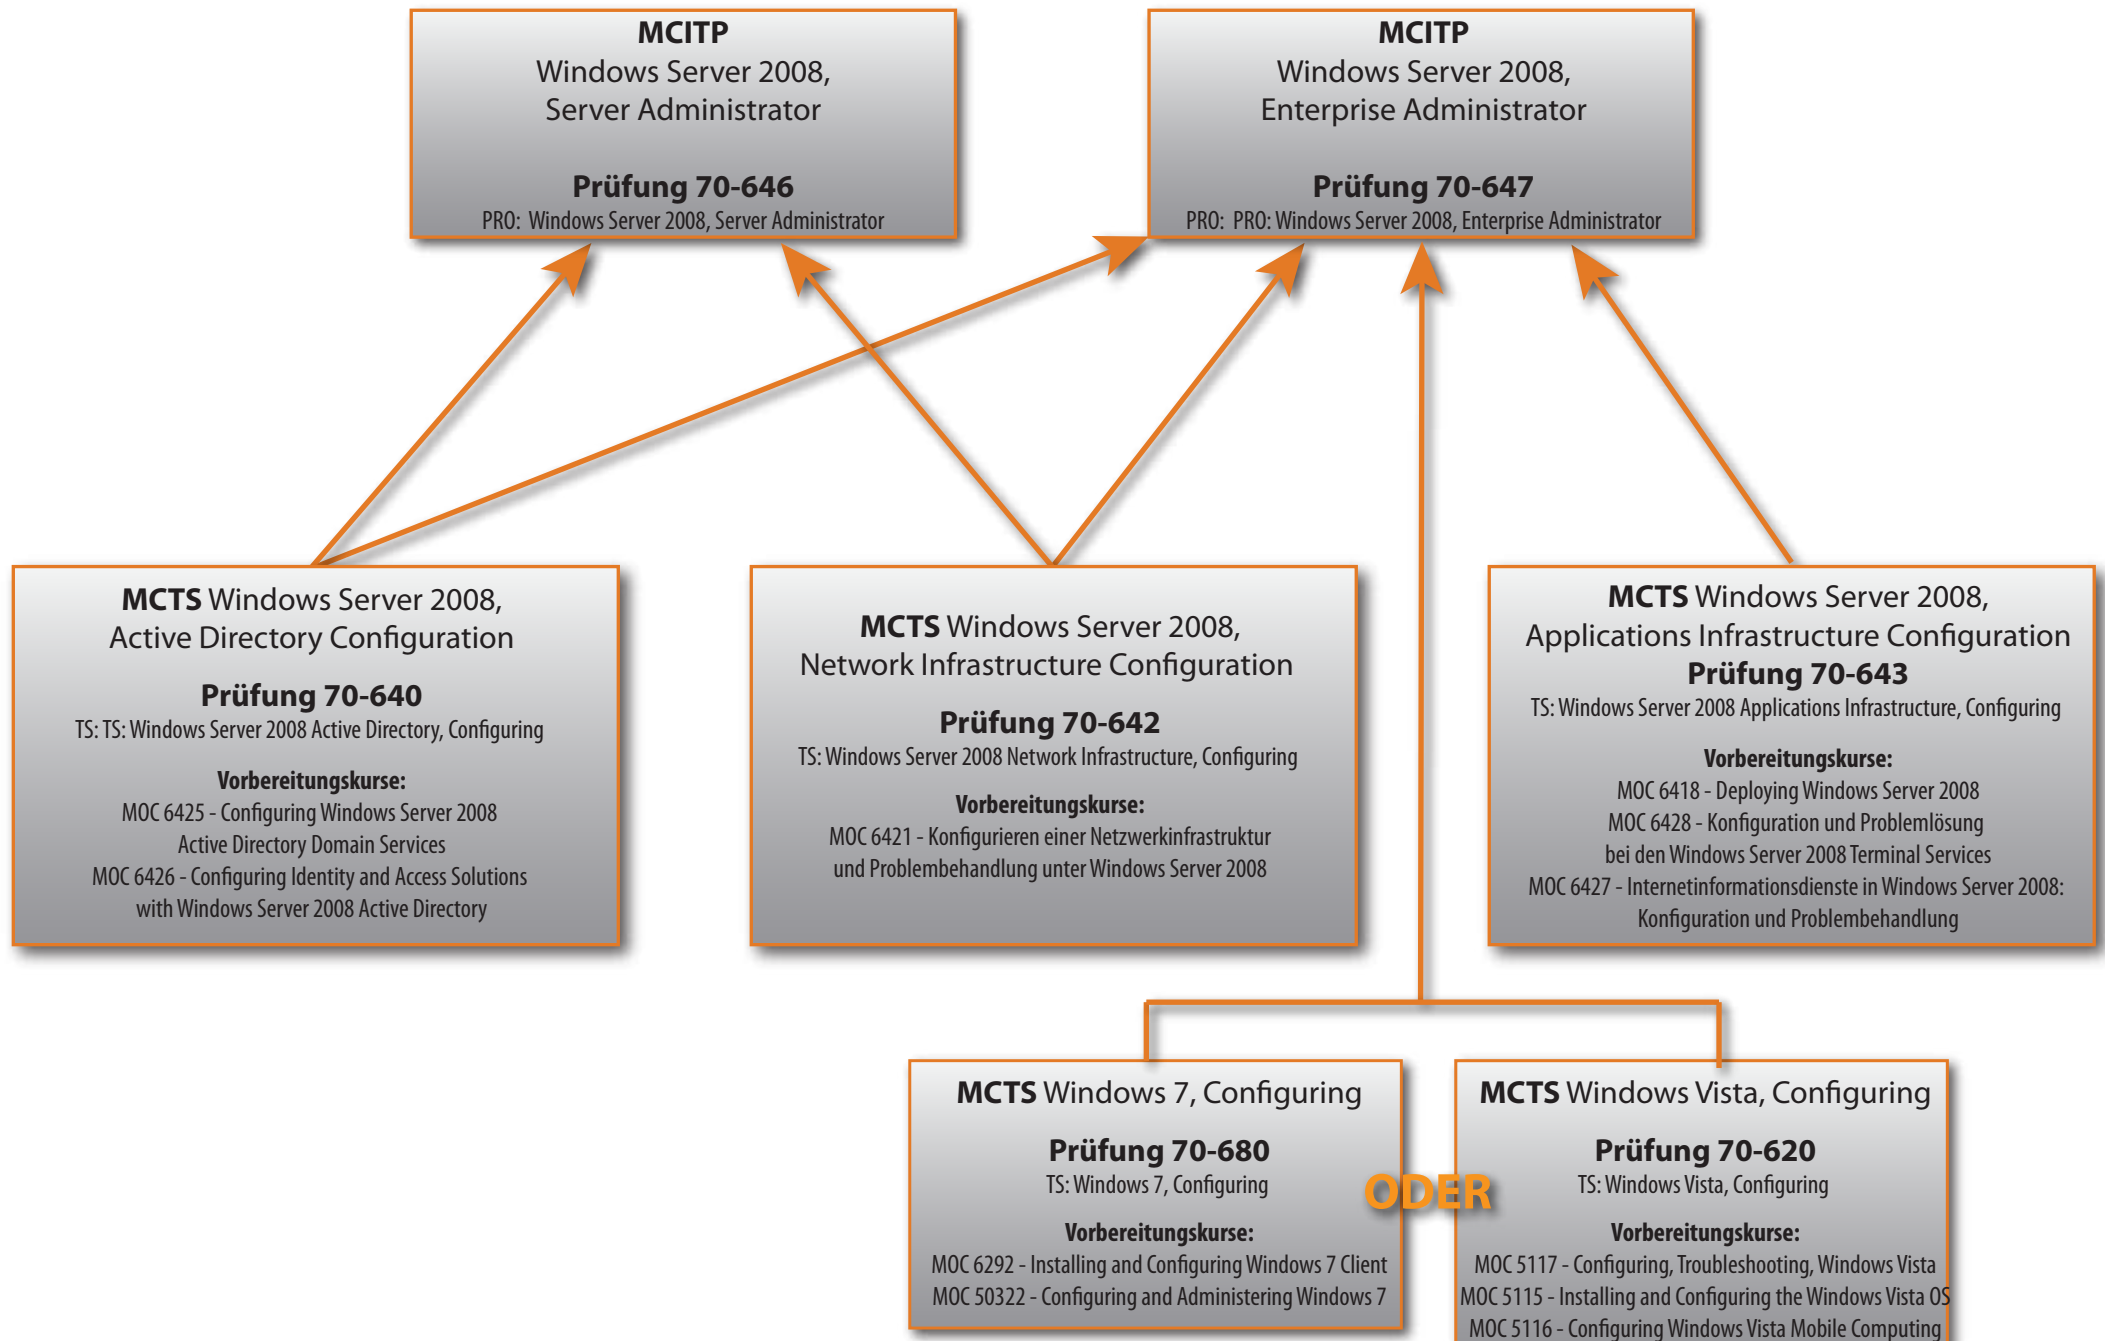 MCITP
Windows Server 2008,
Server Administrator
Prüfung 70-646
PRO: Windows Server 2008, Server Administrator
MCITP
Windows Server 2008,
Enterprise Administrator
Prüfung 70-647
PRO: PRO: Windows Server 2008, Enterprise Administrator
MCTS Windows Server 2008,
Active Directory Configuration
Prüfung 70-640
TS: TS: Windows Server 2008 Active Directory, Configuring
Vorbereitungskurse:
MOC 6425 - Configuring Windows Server 2008
Active Directory Domain Services
MOC 6426 - Configuring Identity and Access Solutions
with Windows Server 2008 Active Directory
MCTS Windows Server 2008,
Network Infrastructure Configuration
Prüfung 70-642
TS: Windows Server 2008 Network Infrastructure, Configuring
Vorbereitungskurse:
MOC 6421 - Konfigurieren einer Netzwerkinfrastruktur
und Problembehandlung unter Windows Server 2008
MCTS Windows Server 2008,
Applications Infrastructure Configuration
Prüfung 70-643
TS: Windows Server 2008 Applications Infrastructure, Configuring
Vorbereitungskurse:
MOC 6418 - Deploying Windows Server 2008
MOC 6428 - Konfiguration und Problemlösung
bei den Windows Server 2008 Terminal Services
MOC 6427 - Internetinformationsdienste in Windows Server 2008:
Konfiguration und Problembehandlung
MCTS Windows 7, Configuring
Prüfung 70-680
TS: Windows 7, Configuring
Vorbereitungskurse:
MOC 6292 - Installing and Configuring Windows 7 Client
MOC 50322 - Configuring and Administering Windows 7
ODER
MCTS Windows Vista, Configuring
Prüfung 70-620
TS: Windows Vista, Configuring
Vorbereitungskurse:
MOC 5117 - Configuring, Troubleshooting, Windows Vista
MOC 5115 - Installing and Configuring the Windows Vista OS
MOC 5116 - Configuring Windows Vista Mobile Computing